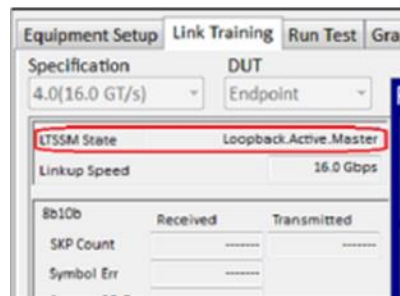 Equipment Setup Link Training Run Test Gra
Specification DUT
4.0(16.0 GT/s) Endpoint
LTSSM State Loopback.Active.Master
Linkup Speed 16.0 Gbps
8b10b Received Transmitted
SKP Count ------- -------
Symbol Err -------